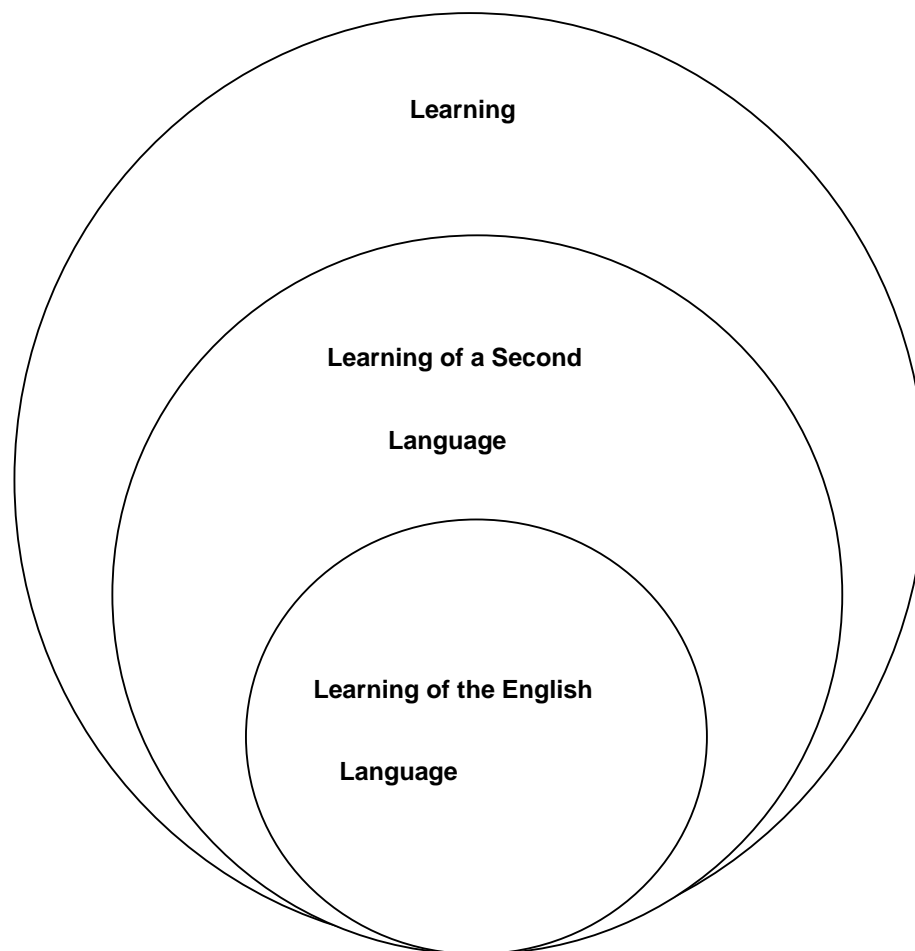 Learning
Learning of a Second
Language
Learning of the English
Language